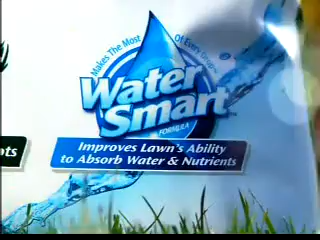 Makes The Most Of Every Drop
Water
Smart
FORMULA
Improves Lawn's Ability
to Absorb Water & Nutrients